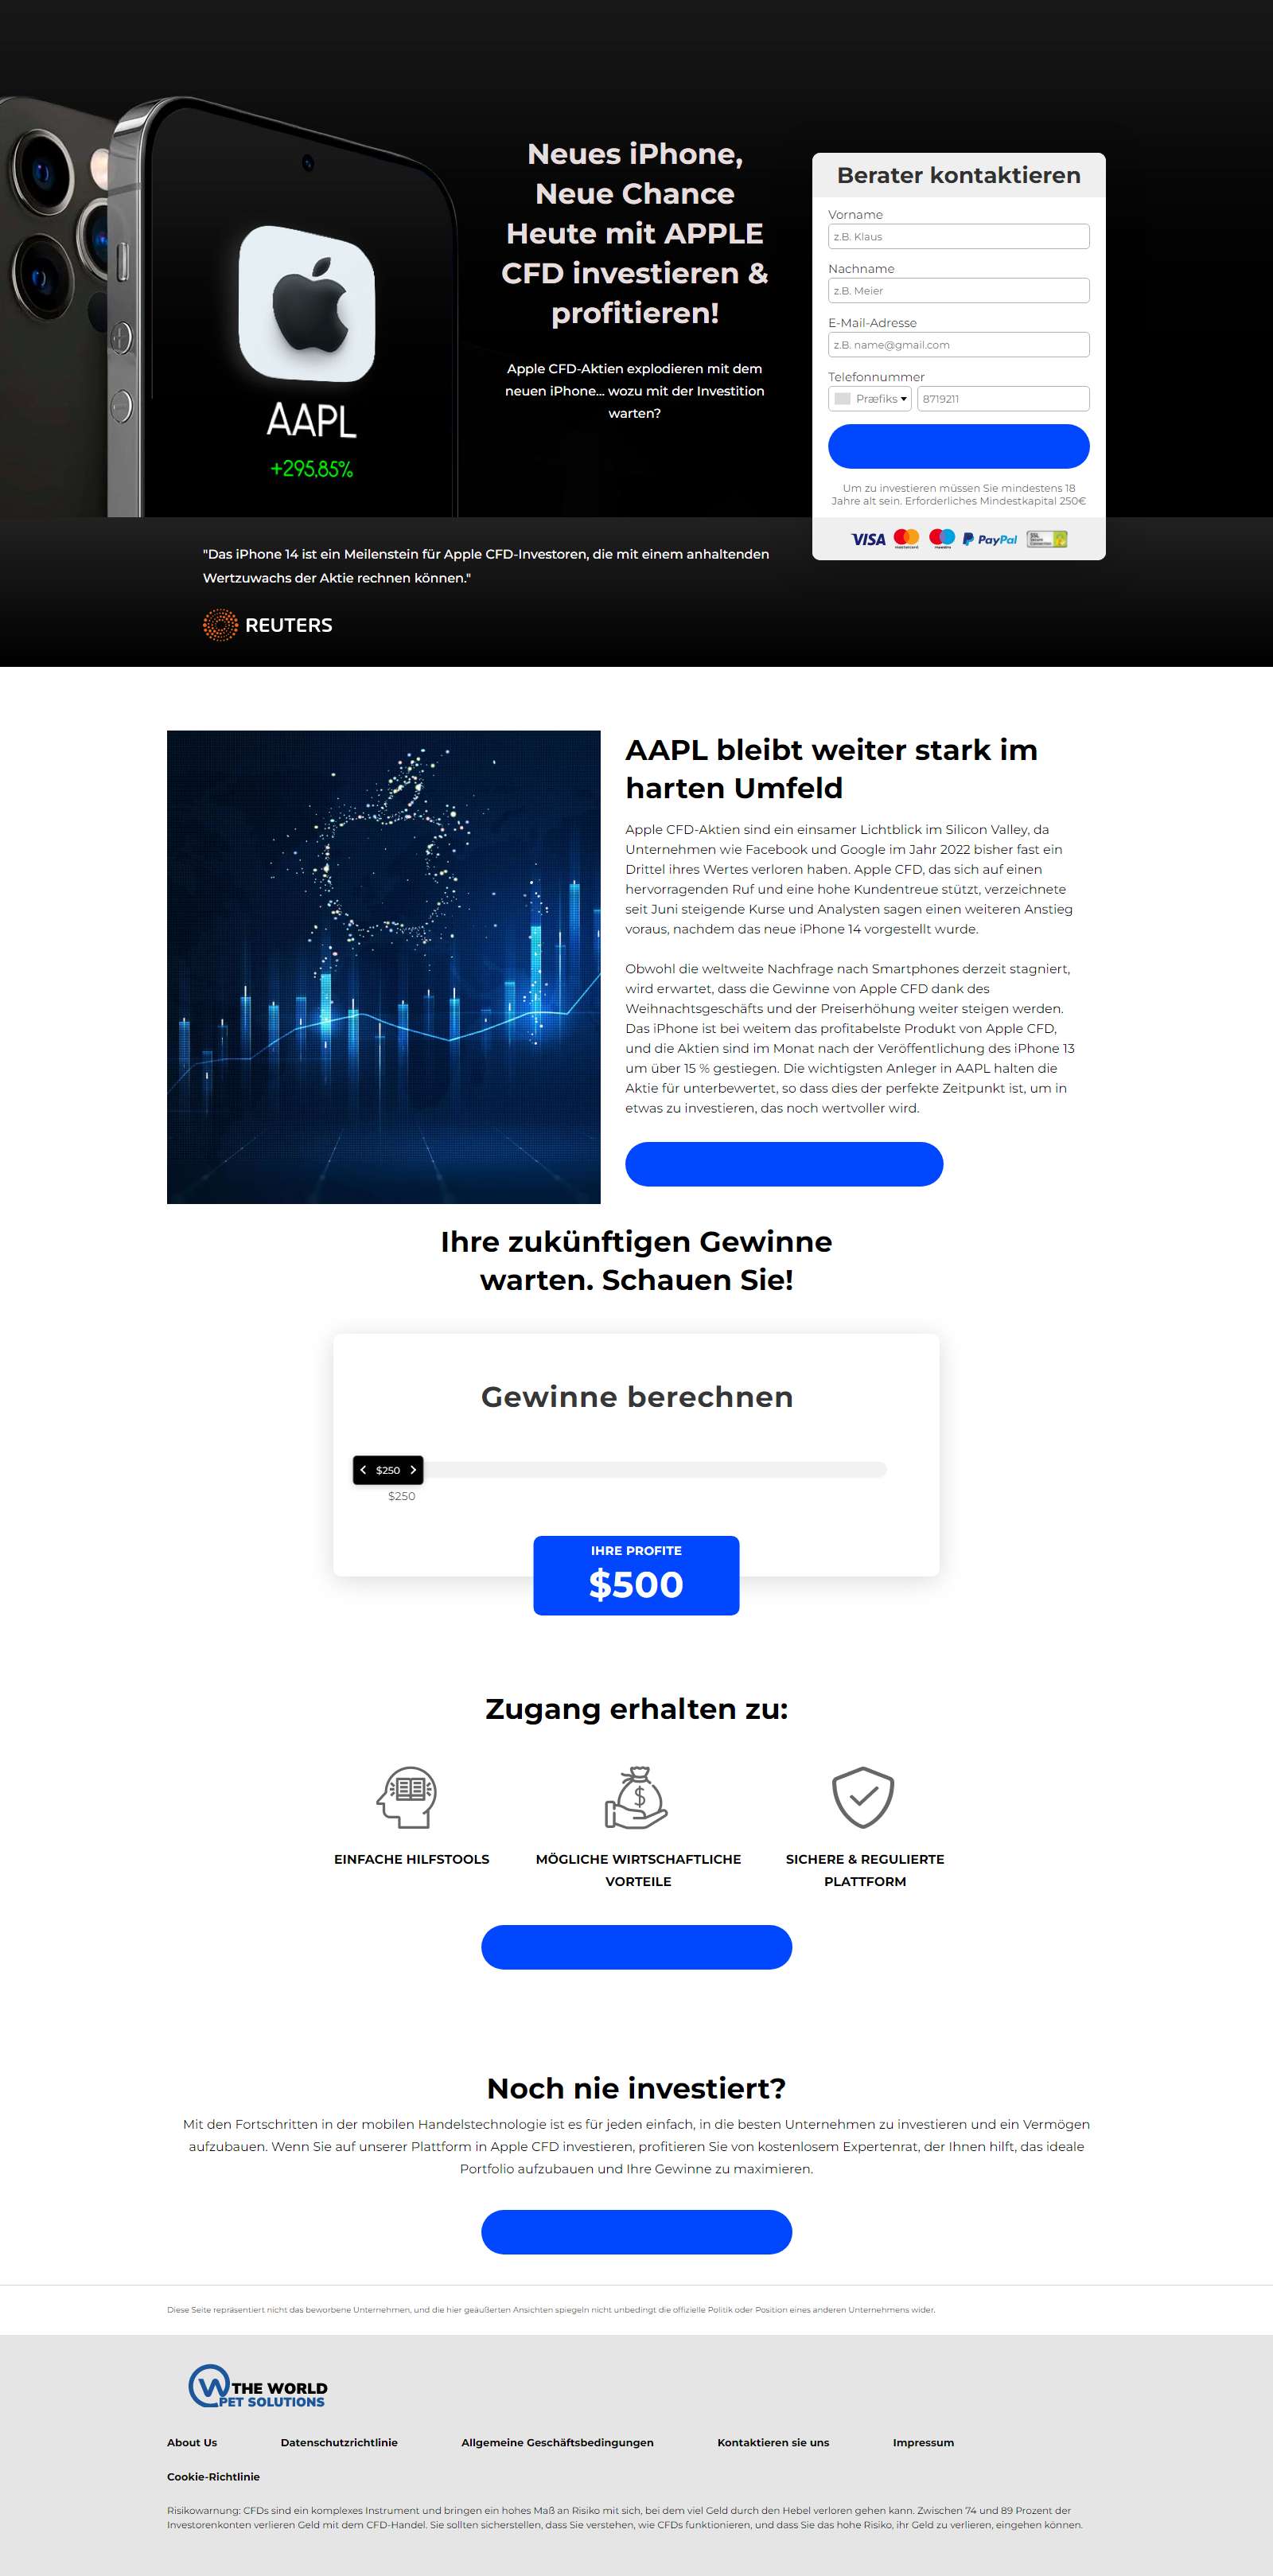 Neues iPhone,
Neue Chance
Heute mit APPLE
CFD investieren &
profitieren!
Apple CFD-Aktien explodieren mit dem
neuen iPhone... wozu mit der Investition
warten?
AAPL
+295,85%
Berater kontaktieren
Vorname
z.B. Klaus
Nachname
z.B. Meier
E-Mail-Adresse
z.B. name@gmail.com
Telefonnummer
Præfiks 8719211
Um zu investieren müssen Sie mindestens 18
Jahre alt sein. Erforderliches Mindestkapital 250€
VISA mastercard maestro PayPal
"Das iPhone 14 ist ein Meilenstein für Apple CFD-Investoren, die mit einem anhaltenden
Wertzuwachs der Aktie rechnen können."
REUTERS
AAPL bleibt weiter stark im
harten Umfeld
Apple CFD-Aktien sind ein einsamer Lichtblick im Silicon Valley, da
Unternehmen wie Facebook und Google im Jahr 2022 bisher fast ein
Drittel ihres Wertes verloren haben. Apple CFD, das sich auf einen
hervorragenden Ruf und eine hohe Kundentreue stützt, verzeichnete
seit Juni steigende Kurse und Analysten sagen einen weiteren Anstieg
voraus, nachdem das neue iPhone 14 vorgestellt wurde.
Obwohl die weltweite Nachfrage nach Smartphones derzeit stagniert,
wird erwartet, dass die Gewinne von Apple CFD dank des
Weihnachtsgeschäfts und der Preiserhöhung weiter steigen werden.
Das iPhone ist bei weitem das profitabelste Produkt von Apple CFD,
und die Aktien sind im Monat nach der Veröffentlichung des iPhone 13
um über 15 % gestiegen. Die wichtigsten Anleger in AAPL halten die
Aktie für unterbewertet, so dass dies der perfekte Zeitpunkt ist, um in
etwas zu investieren, das noch wertvoller wird.
Ihre zukünftigen Gewinne
warten. Schauen Sie!
Gewinne berechnen
$250
$250
IHRE PROFITE
$500
Zugang erhalten zu:
EINFACHE HILFSTOOLS
MÖGLICHE WIRTSCHAFTLICHE
VORTEILE
SICHERE & REGULIERTE
PLATTFORM
Noch nie investiert?
Mit den Fortschritten in der mobilen Handelstechnologie ist es für jeden einfach, in die besten Unternehmen zu investieren und ein Vermögen
aufzubauen. Wenn Sie auf unserer Plattform in Apple CFD investieren, profitieren Sie von kostenlosem Expertenrat, der Ihnen hilft, das ideale
Portfolio aufzubauen und Ihre Gewinne zu maximieren.
Diese Seite repräsentiert nicht das beworbene Unternehmen, und die hier geäußerten Ansichten spiegeln nicht unbedingt die offizielle Politik oder Position eines anderen Unternehmens wider.
THE WORLD
PET SOLUTIONS
About Us Datenschutzrichtlinie Allgemeine Geschäftsbedingungen Kontaktieren sie uns Impressum
Cookie-Richtlinie
Risikowarnung: CFDs sind ein komplexes Instrument und bringen ein hohes Maß an Risiko mit sich, bei dem viel Geld durch den Hebel verloren gehen kann. Zwischen 74 und 89 Prozent der
Investorenkonten verlieren Geld mit dem CFD-Handel. Sie sollten sicherstellen, dass Sie verstehen, wie CFDs funktionieren, und dass Sie das hohe Risiko, ihr Geld zu verlieren, eingehen können.